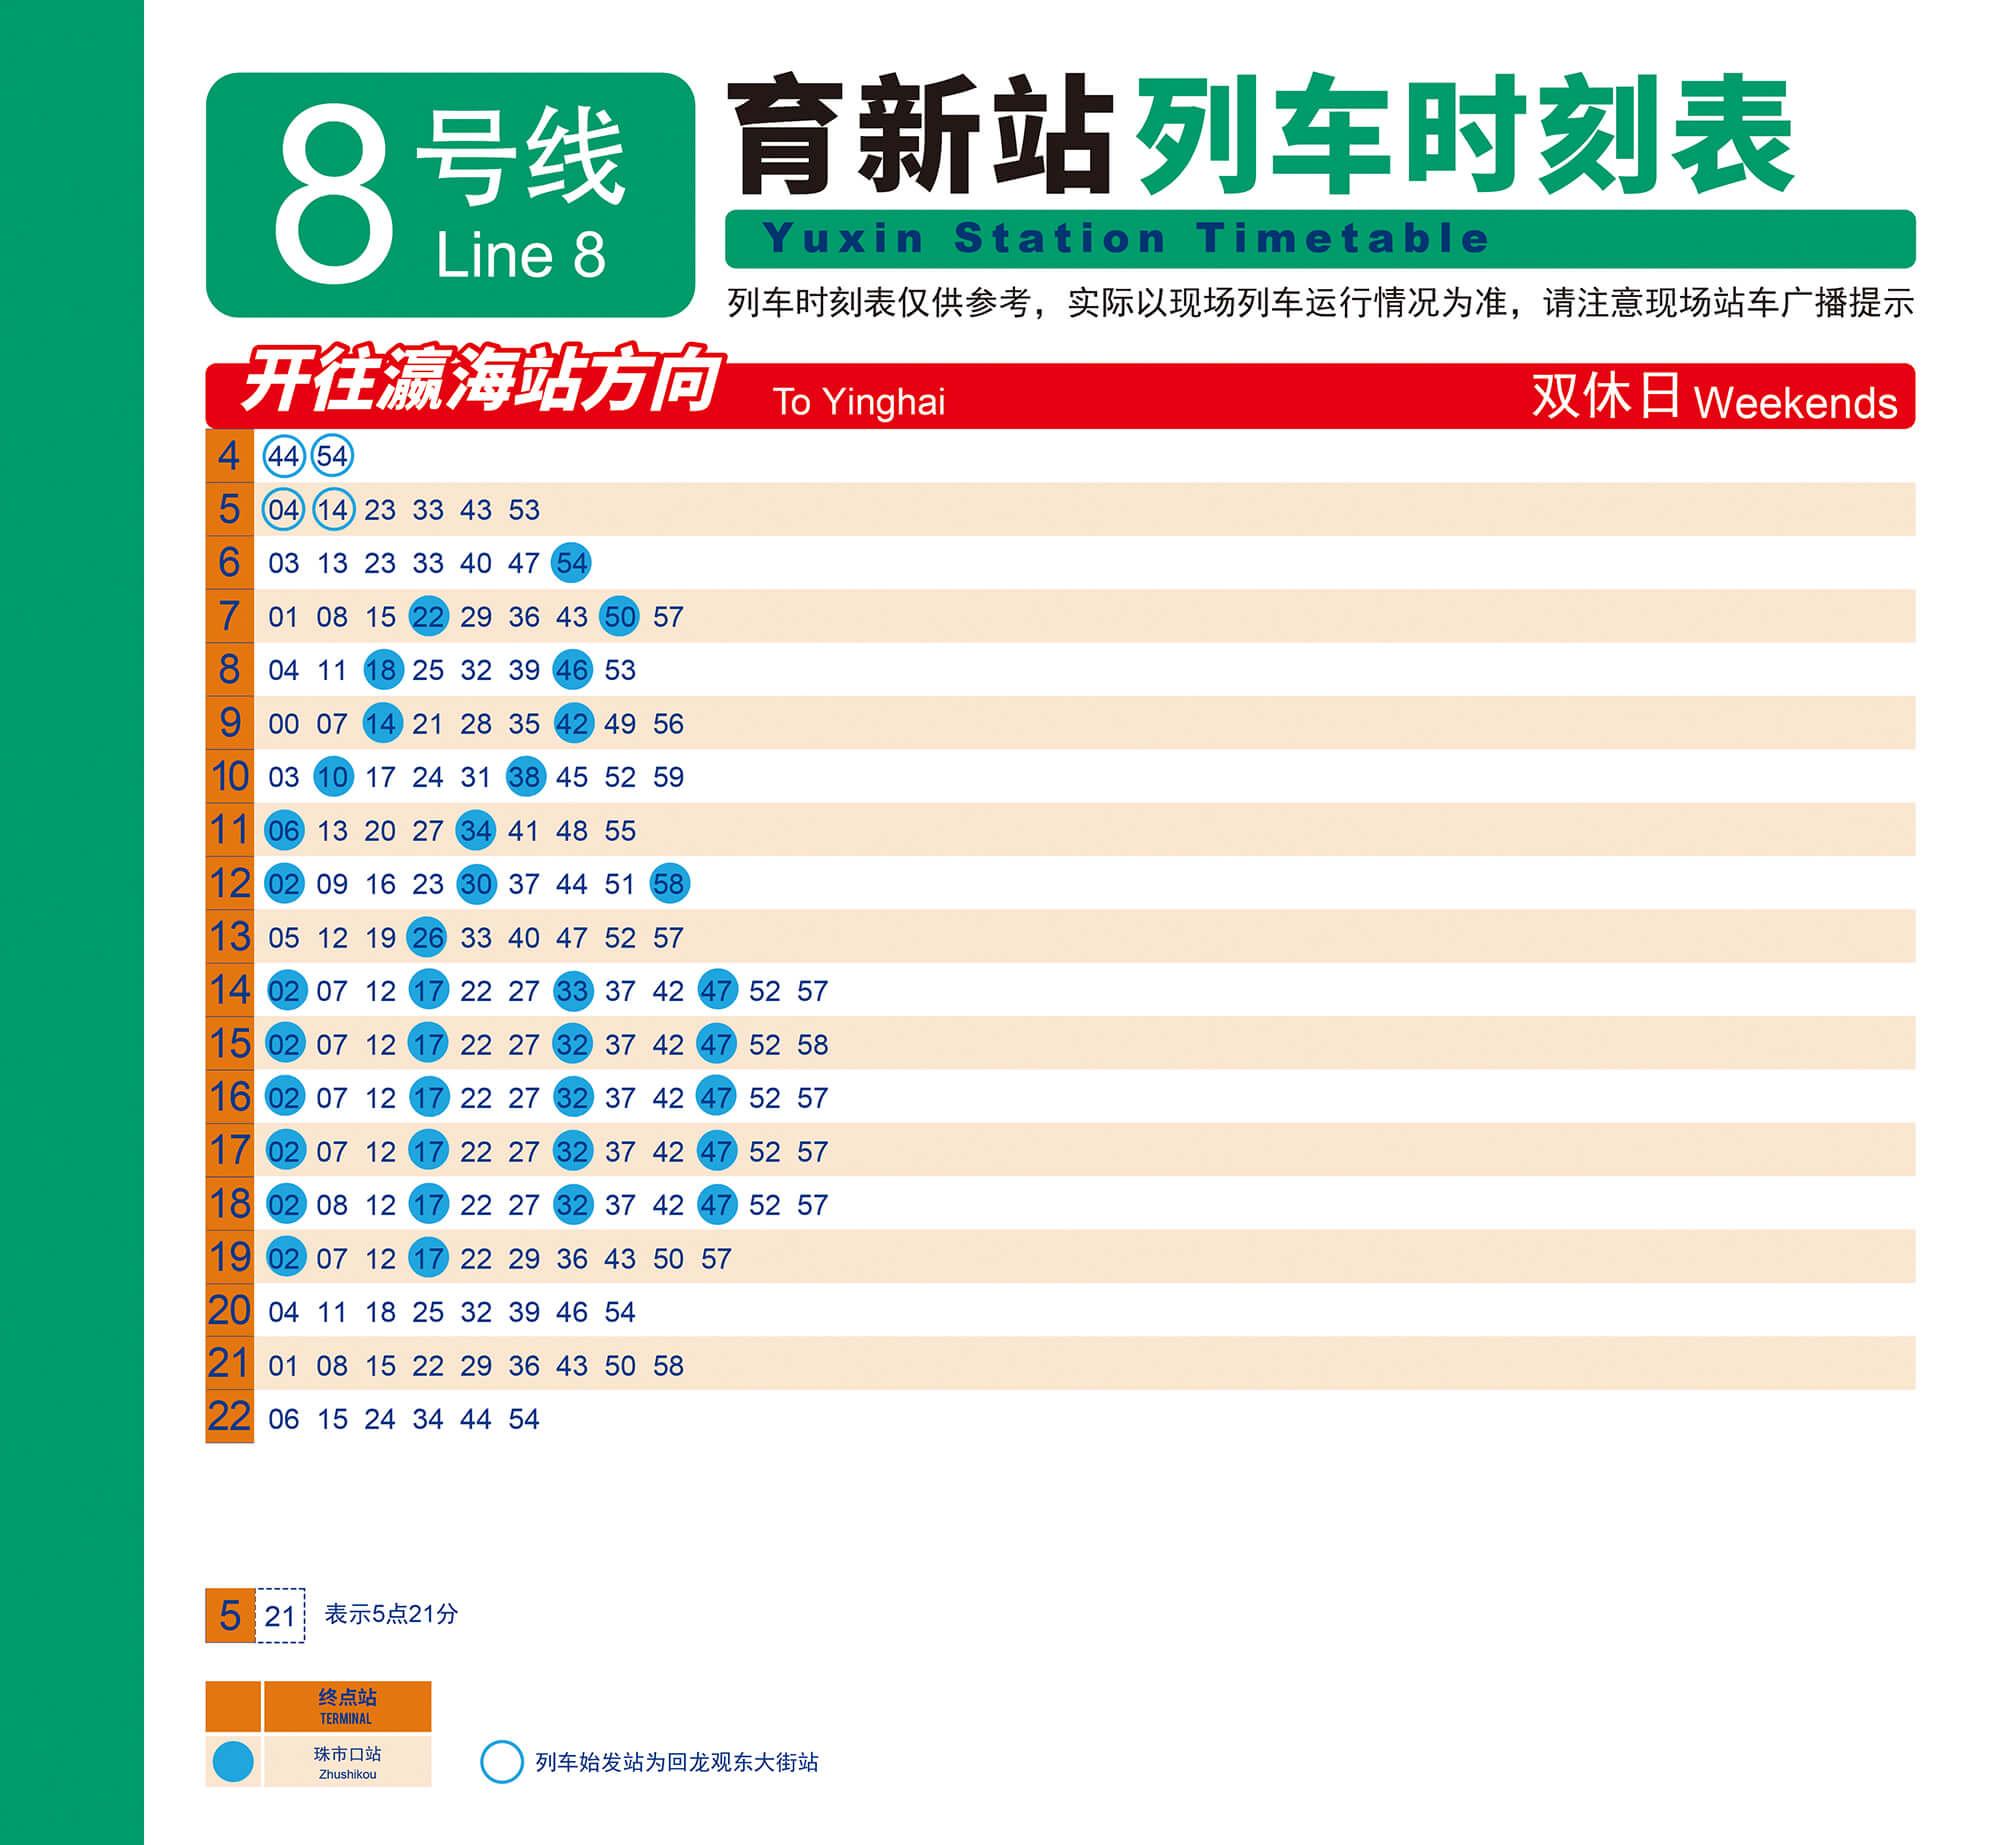 8号线
Line 8
育新站列车时刻表
Yuxin Station Timetable
列车时刻表仅供参考，实际以现场列车运行情况为准，请注意现场站车广播提示
开往瀛海站方向 To Yinghai 双休日 Weekends
4 44 54
5 04 14 23 33 43 53
6 03 13 23 33 40 47 54
7 01 08 15 22 29 36 43 50 57
8 04 11 18 25 32 39 46 53
9 00 07 14 21 28 35 42 49 56
10 03 10 17 24 31 38 45 52 59
11 06 13 20 27 34 41 48 55
12 02 09 16 23 30 37 44 51 58
13 05 12 19 26 33 40 47 52 57
14 02 07 12 17 22 27 33 37 42 47 52 57
15 02 07 12 17 22 27 32 37 42 47 52 58
16 02 07 12 17 22 27 32 37 42 47 52 57
17 02 07 12 17 22 27 32 37 42 47 52 57
18 02 08 12 17 22 27 32 37 42 47 52 57
19 02 07 12 17 22 29 36 43 50 57
20 04 11 18 25 32 39 46 54
21 01 08 15 22 29 36 43 50 58
22 06 15 24 34 44 54
5 21 表示5点21分
终点站
TERMINAL
珠市口站
Zhushikou
列车始发站为回龙观东大街站